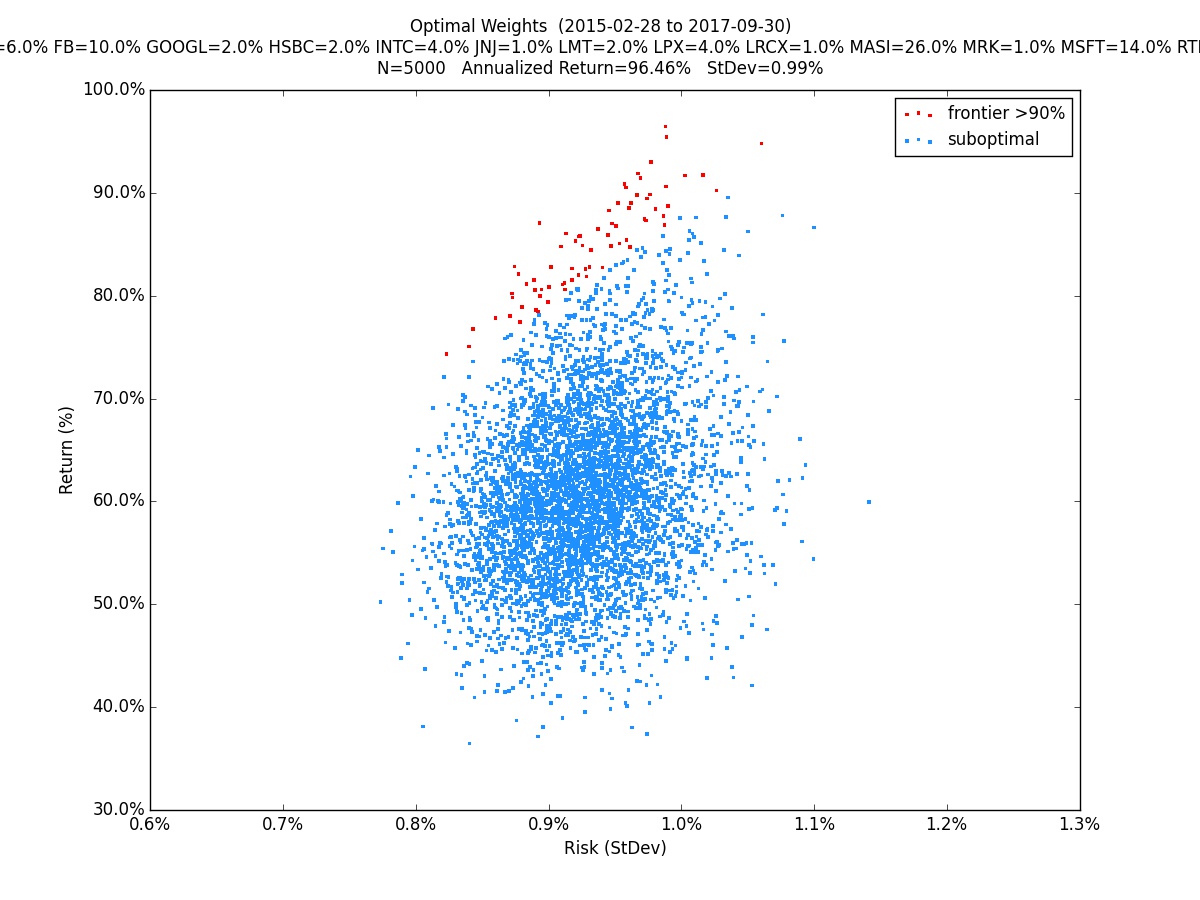 Optimal Weights  (2015-02-28 to 2017-09-30)
=6.0% FB=10.0% GOOGL=2.0% HSBC=2.0% INTC=4.0% JNJ=1.0% LMT=2.0% LPX=4.0% LRCX=1.0% MASI=26.0% MRK=1.0% MSFT=14.0%
N=5000   Annualized Return=96.46%   StDev=0.99%
frontier >90%
suboptimal
100.0%
90.0%
80.0%
70.0%
60.0%
50.0%
40.0%
30.0%
Return (%)
0.6% 0.7% 0.8% 0.9% 1.0% 1.1% 1.2% 1.3%
Risk (StDev)